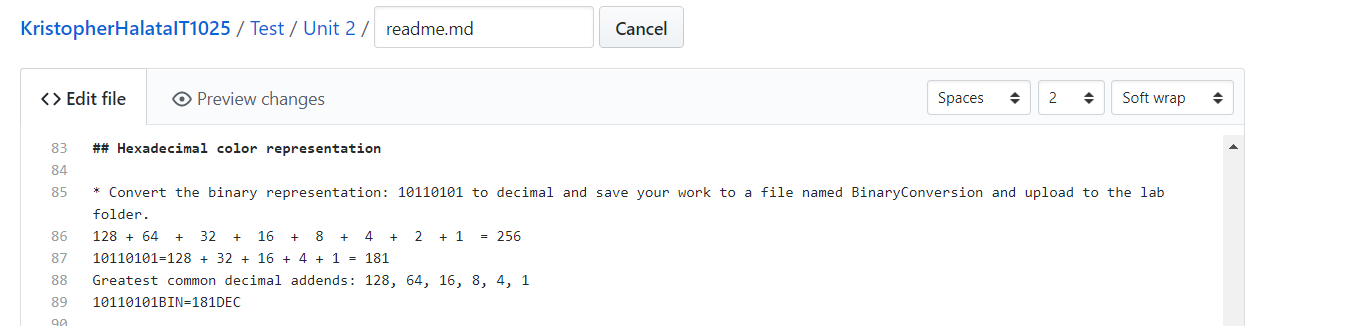 KristopherHalataIT1025 / Test / Unit 2 / readme.md Cancel
<> Edit file Preview changes Spaces 2 Soft wrap
83 ## Hexadecimal color representation
84
85 * Convert the binary representation: 10110101 to decimal and save your work to a file named BinaryConversion and upload to the lab
folder.
86 128 + 64 + 32 + 16 + 8 + 4 + 2 + 1 = 256
87 10110101=128 + 32 + 16 + 4 + 1 = 181
88 Greatest common decimal addends: 128, 64, 16, 8, 4, 1
89 10110101BIN=181DEC
90